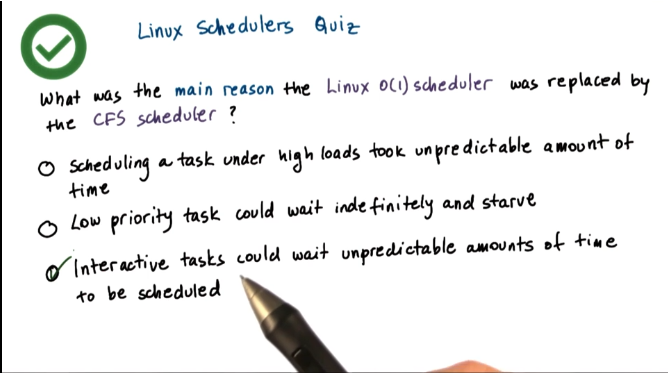 Linux Schedulers Quiz
What was the main reason the Linux O(1) scheduler was replaced by
the CFS scheduler ?
Scheduling a task under high loads took unpredictable amount of
time
Low priority task could wait indefinitely and starve
Interactive tasks could wait unpredictable amounts of time
to be scheduled